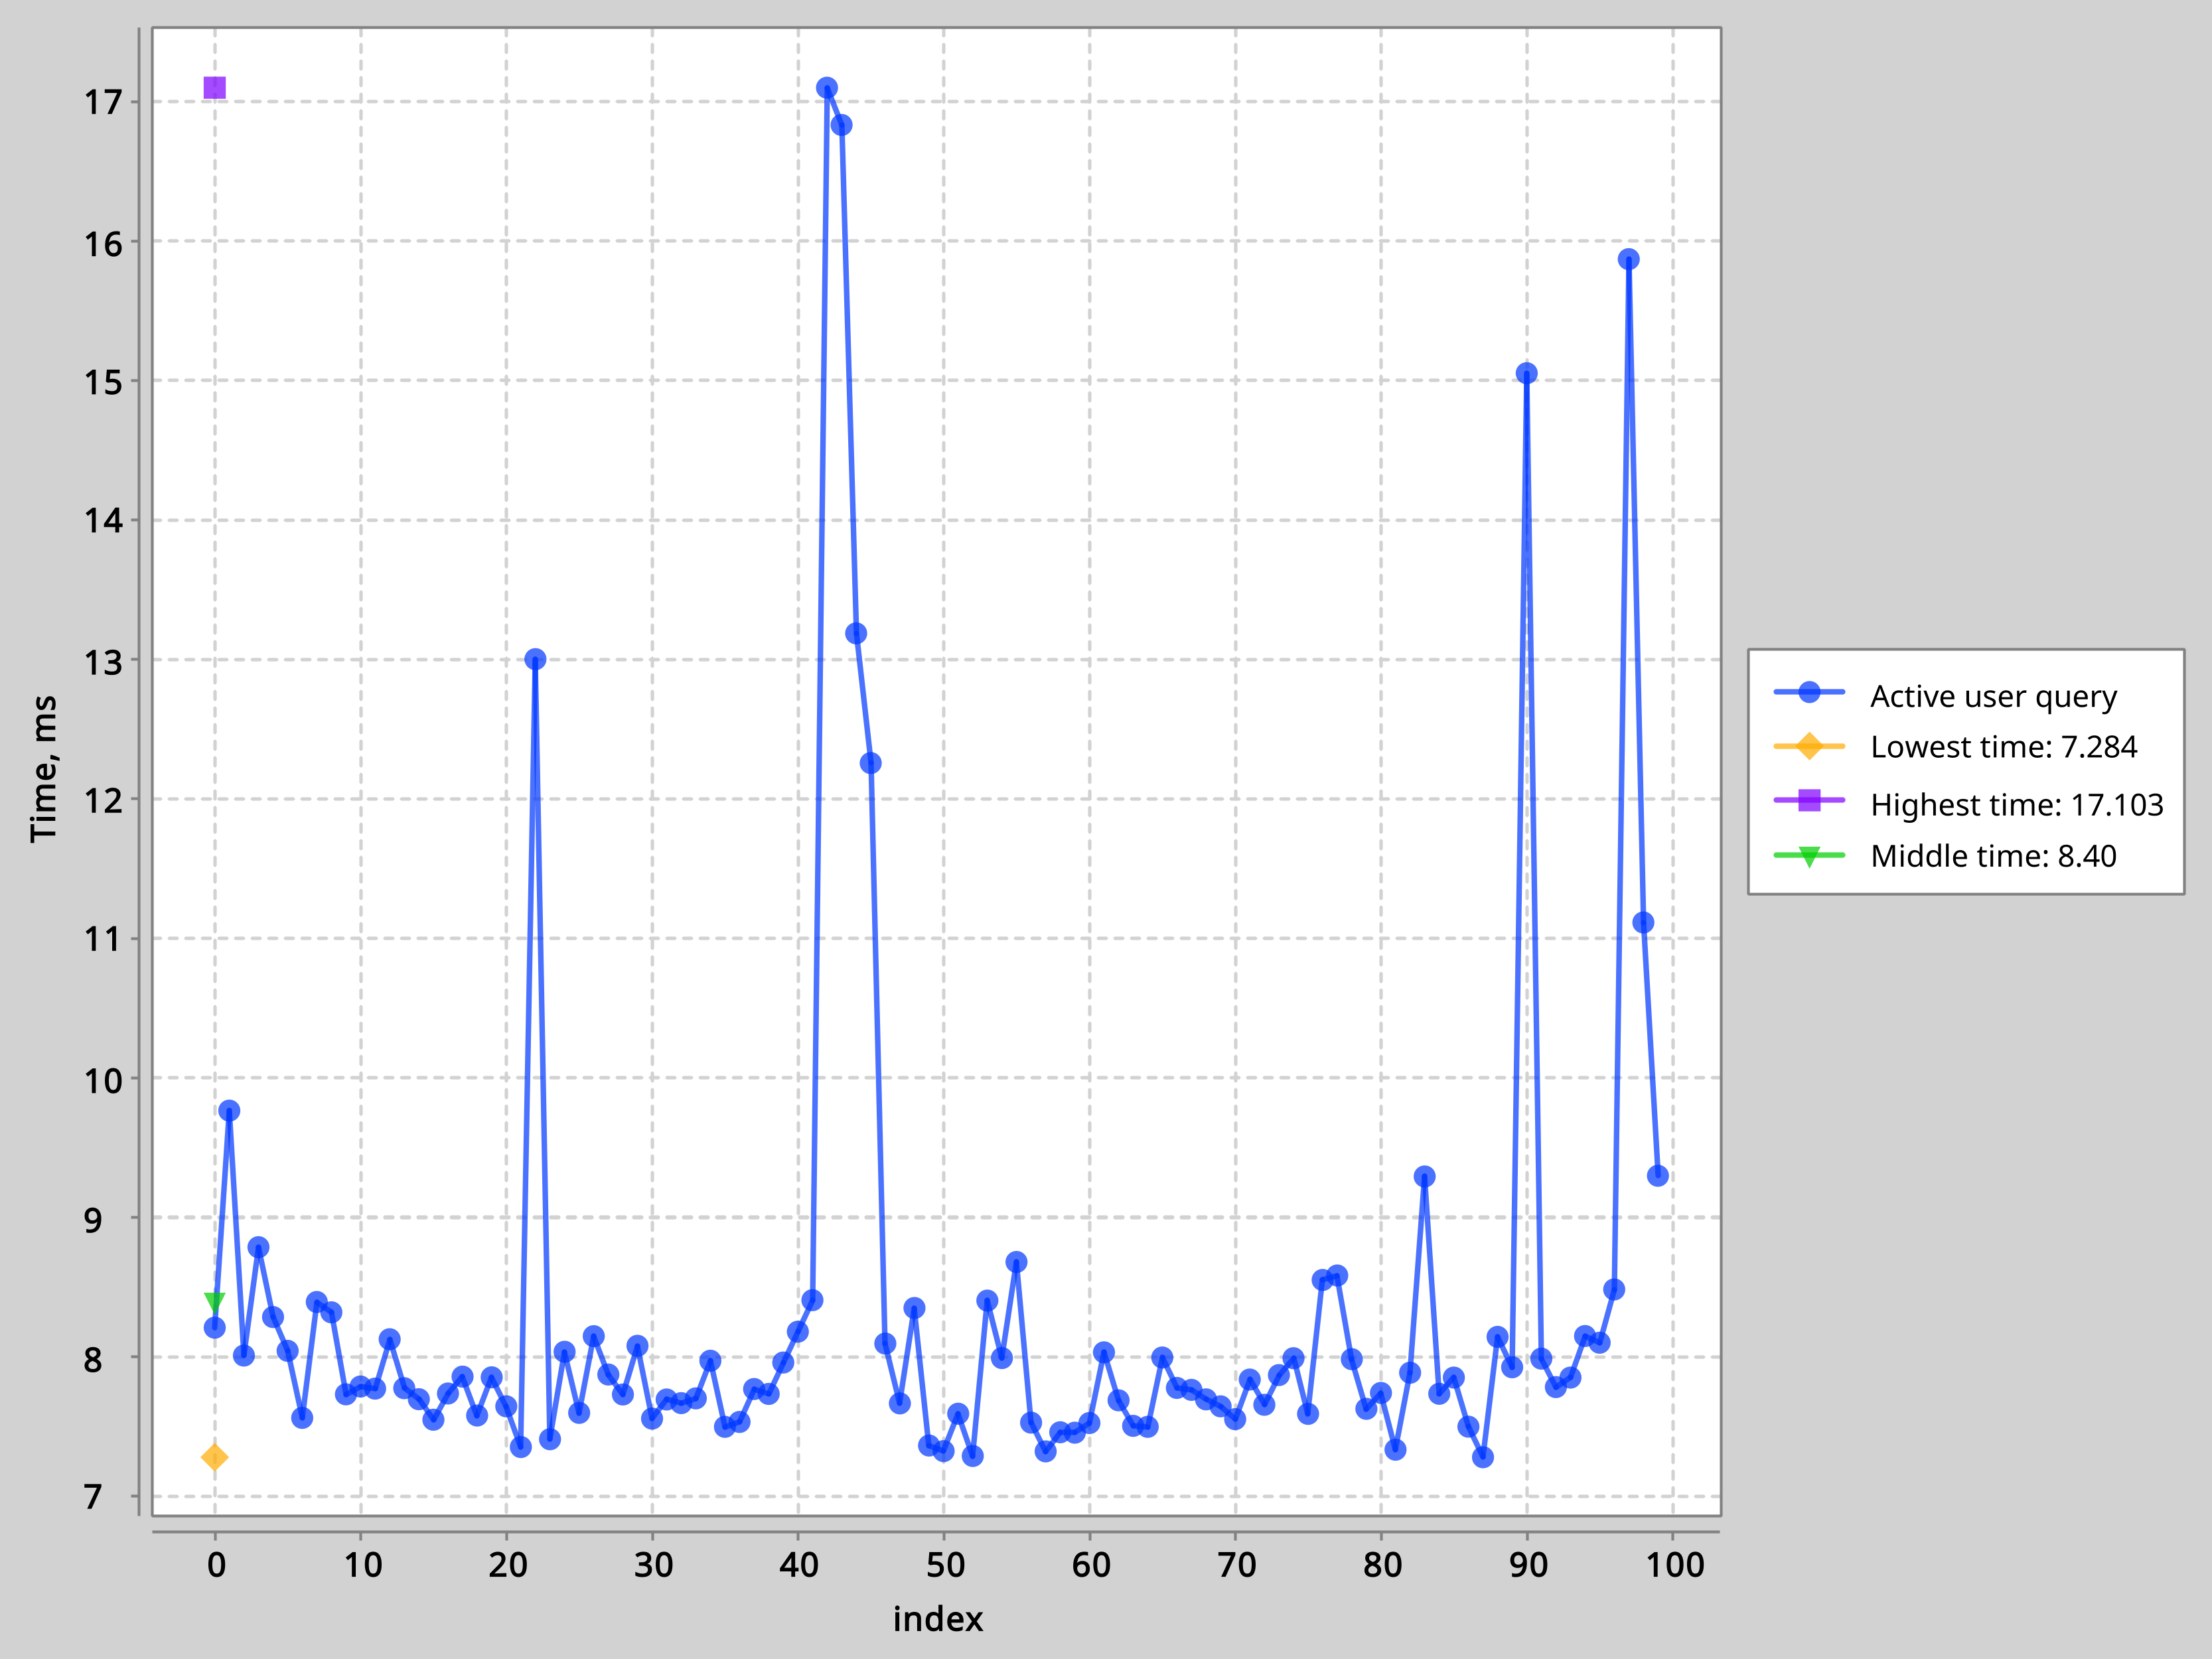 17
16
15
14
13
12
11
10
9
8
7
Time, ms
0 10 20 30 40 50 60 70 80 90 100
index
Active user query
Lowest time: 7.284
Highest time: 17.103
Middle time: 8.40